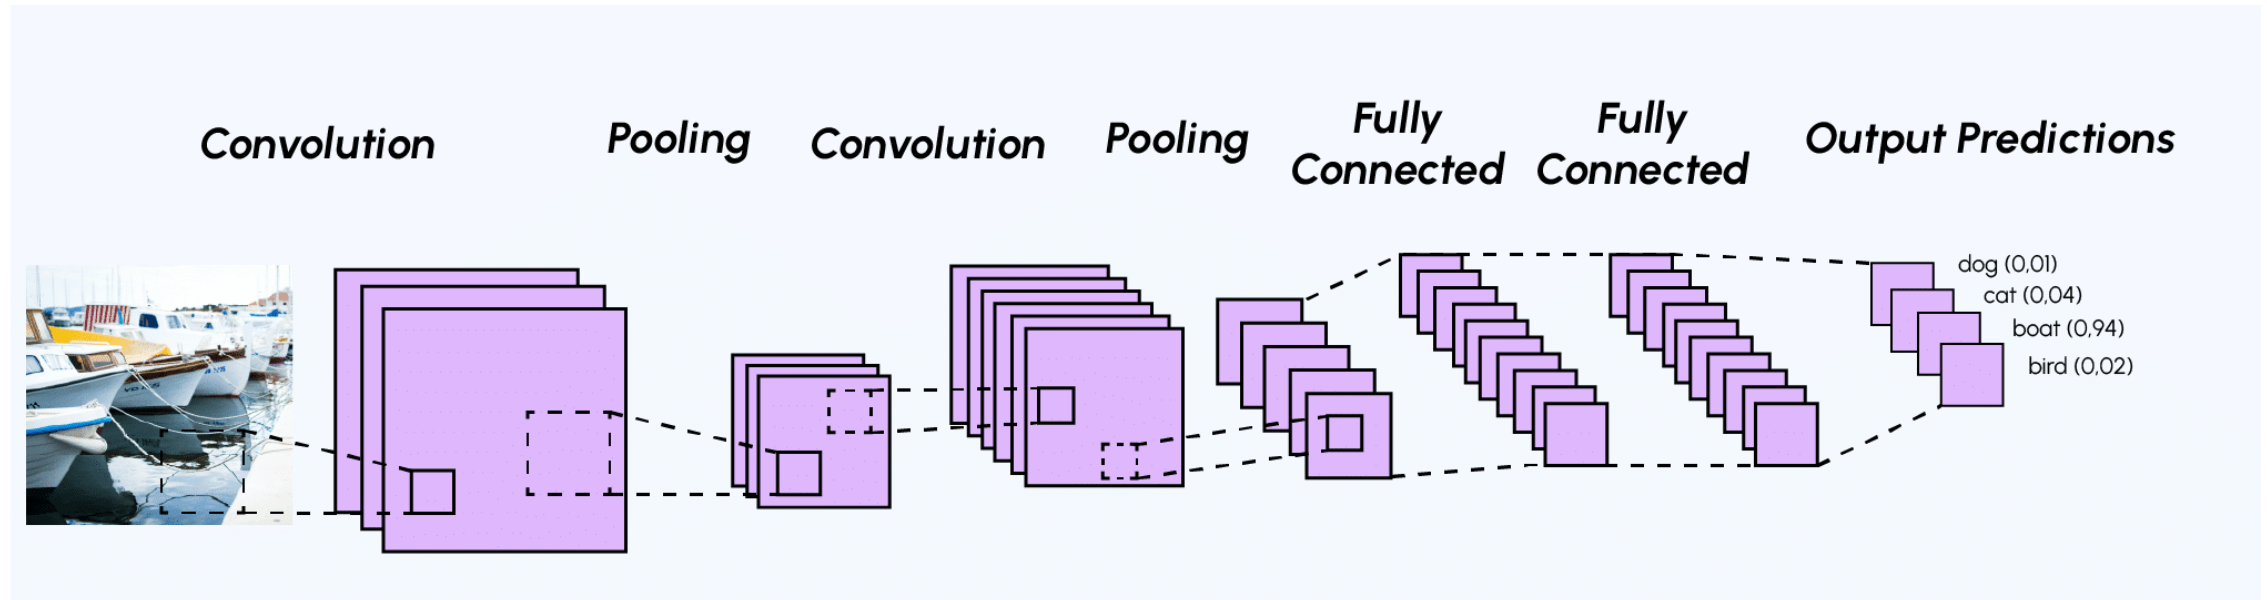 Convolution
Pooling
Convolution
Pooling
Fully
Connected
Fully
Connected
Output Predictions
dog (0,01)
cat (0,04)
boat (0,94)
bird (0,02)